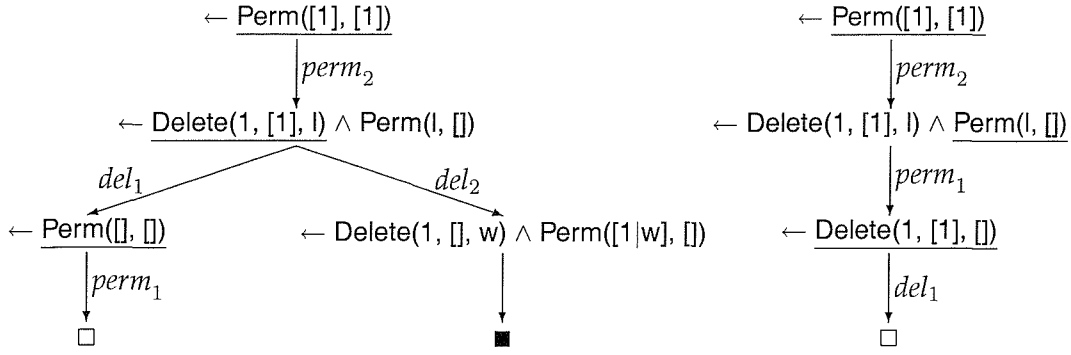 ← Perm([1], [1])
← Perm([1], [1])
perm₂
perm₂
← Delete(1, [1], l) ∧ Perm(l, [])
← Delete(1, [1], l) ∧ Perm(l, [])
del₁
del₂
perm₁
← Perm([], [])
← Delete(1, [], w) ∧ Perm([1|w], [])
← Delete(1, [1], [])
perm₁
del₁
□
■
□